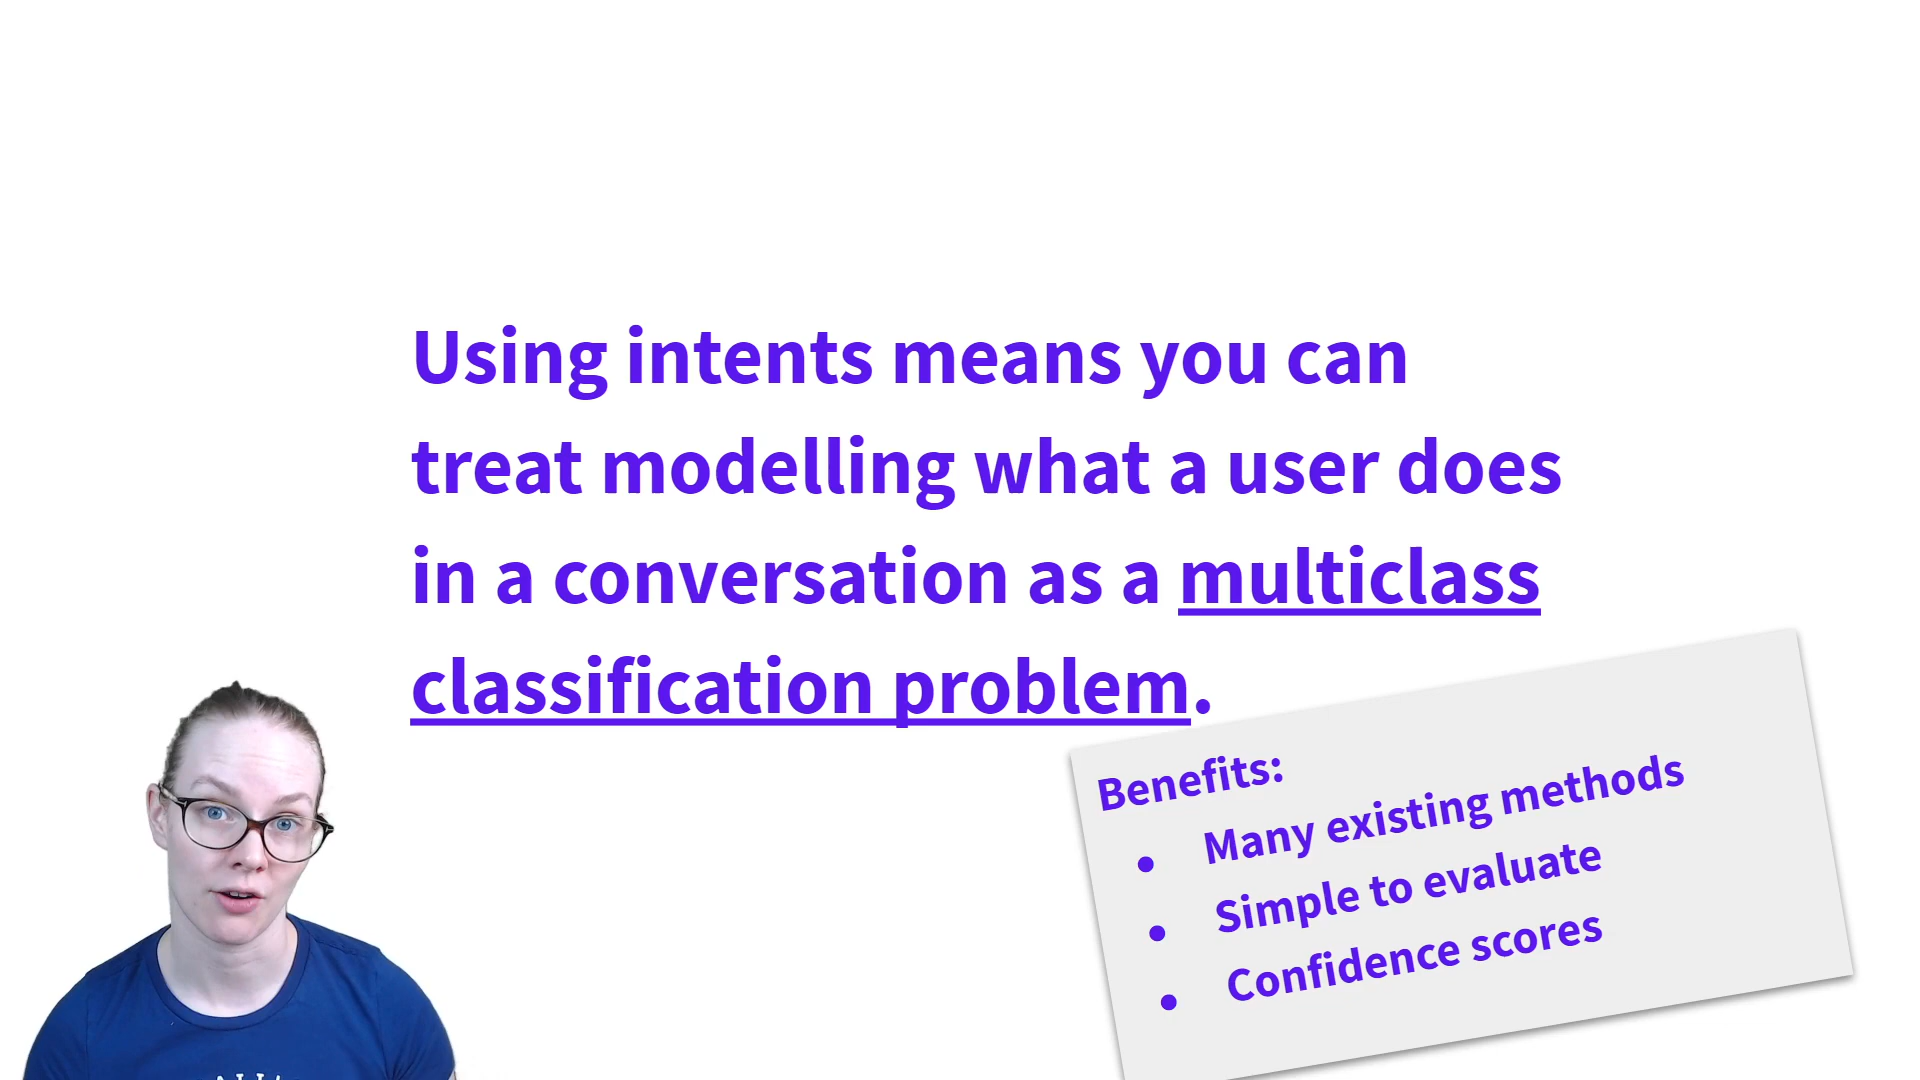 Using intents means you can
treat modelling what a user does
in a conversation as a multiclass
classification problem.
Benefits:
• Many existing methods
• Simple to evaluate
• Confidence scores